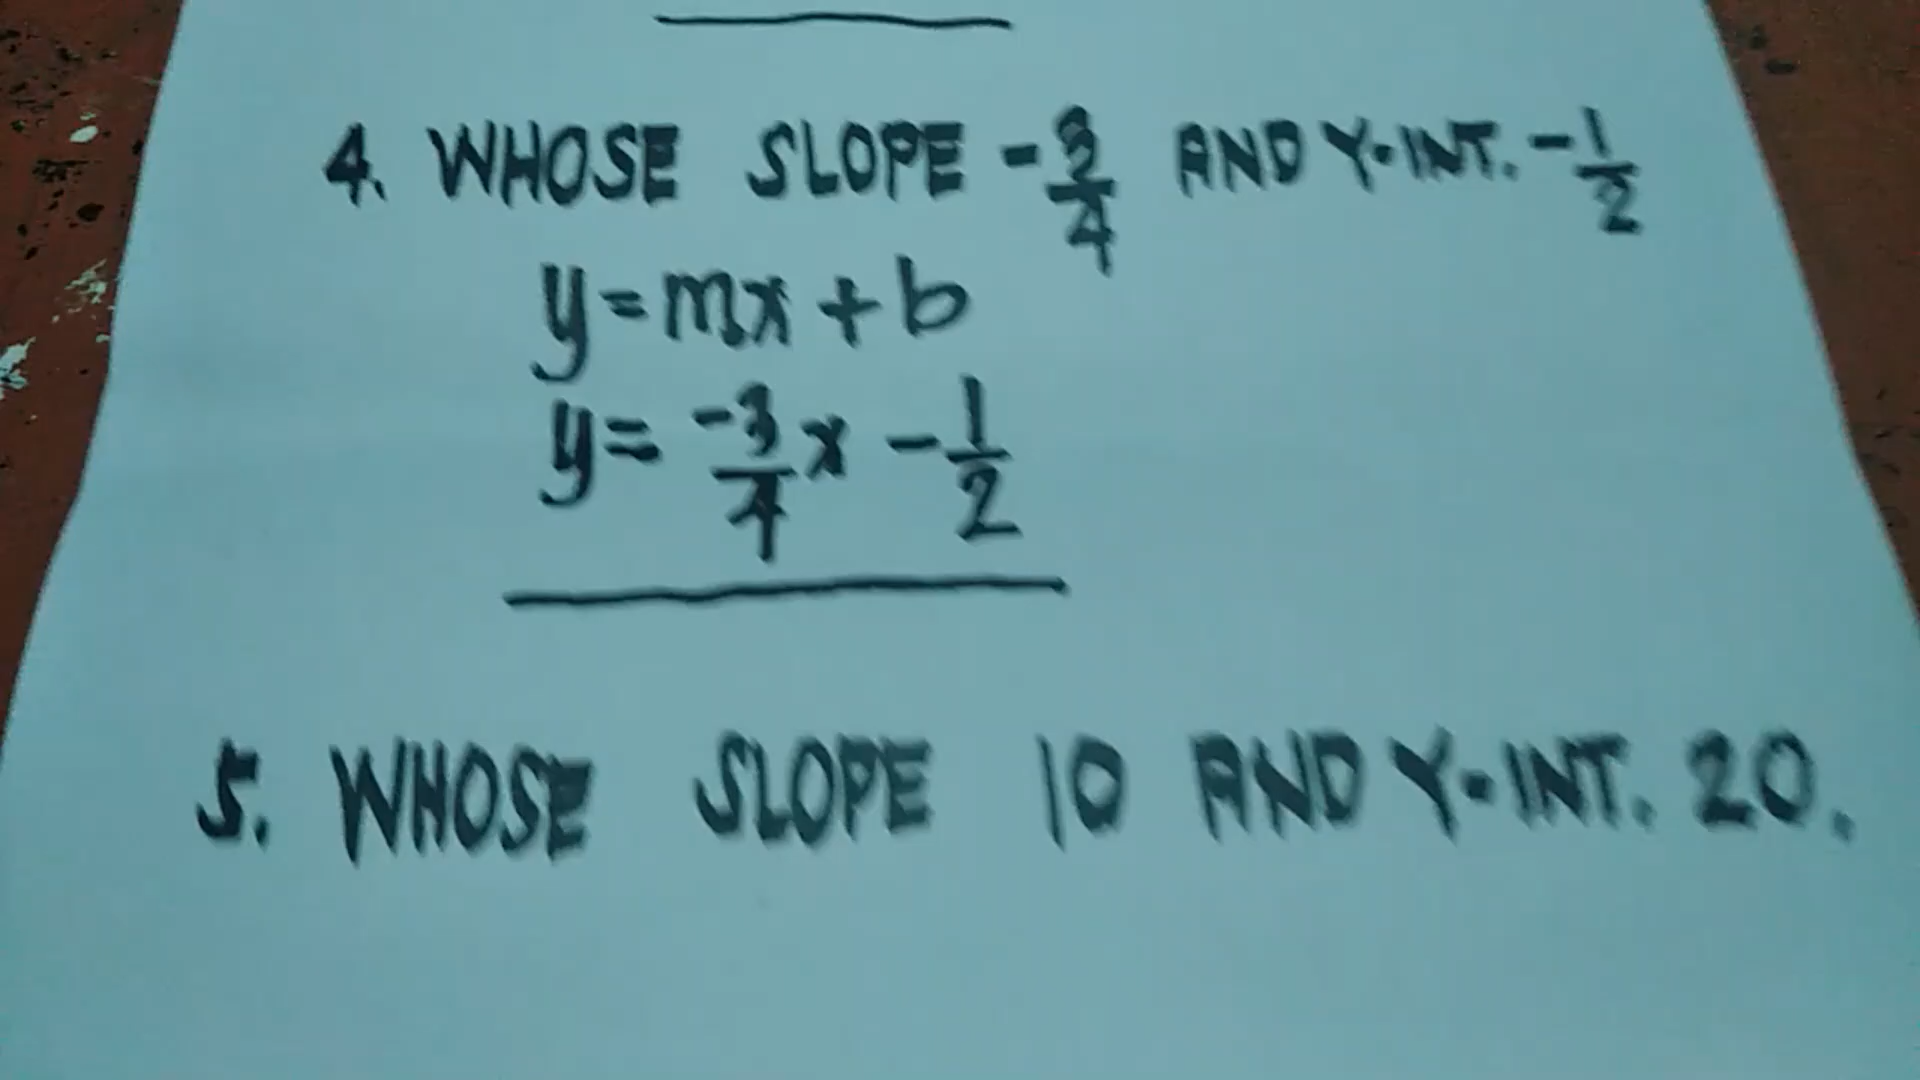 4. WHOSE SLOPE -3/4 AND Y-INT. -1/2
y=mx+b
y=-3/4x-1/2
5. WHOSE SLOPE 10 AND Y-INT. 20.